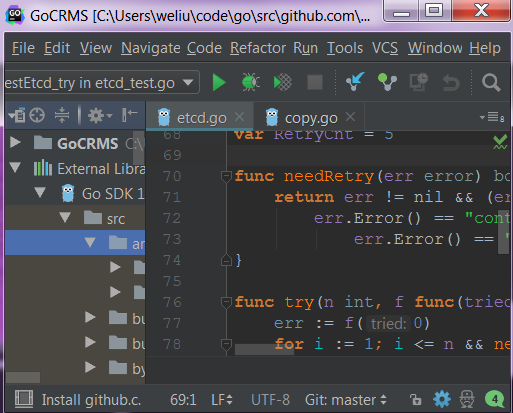 GoCRMS [C:\Users\weliu\code\go\src\github.com\...
File Edit View Navigate Code Refactor Run Tools VCS Window Help
estEtcd_try in etcd_test.go
etcd.go copy.go 8
GoCRMS C:\
External Libra
Go SDK 1
src
ar
bu
bu
by
68 var RetryCnt = 5
69
70 func needRetry(err error) bo
71 return err != nil && (er
72 err.Error() == "cont
73 err.Error() == "
74 }
75
76 func try(n int, f func(tried
77 err := f( tried: 0)
78 for i := 1; i <= n && ne
Install github.c. 69:1 LF UTF-8 Git: master 4